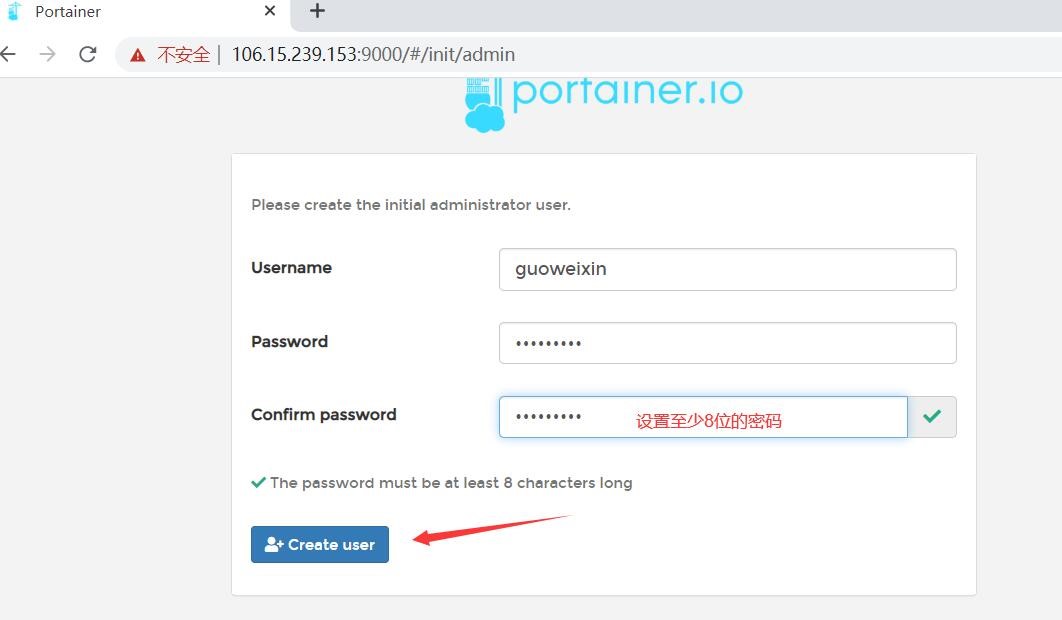 Portainer
不安全 106.15.239.153:9000/#/init/admin
portainer.io
Please create the initial administrator user.
Username guoweixin
Password •••••••••
Confirm password ••••••••• 设置至少8位的密码
The password must be at least 8 characters long
Create user